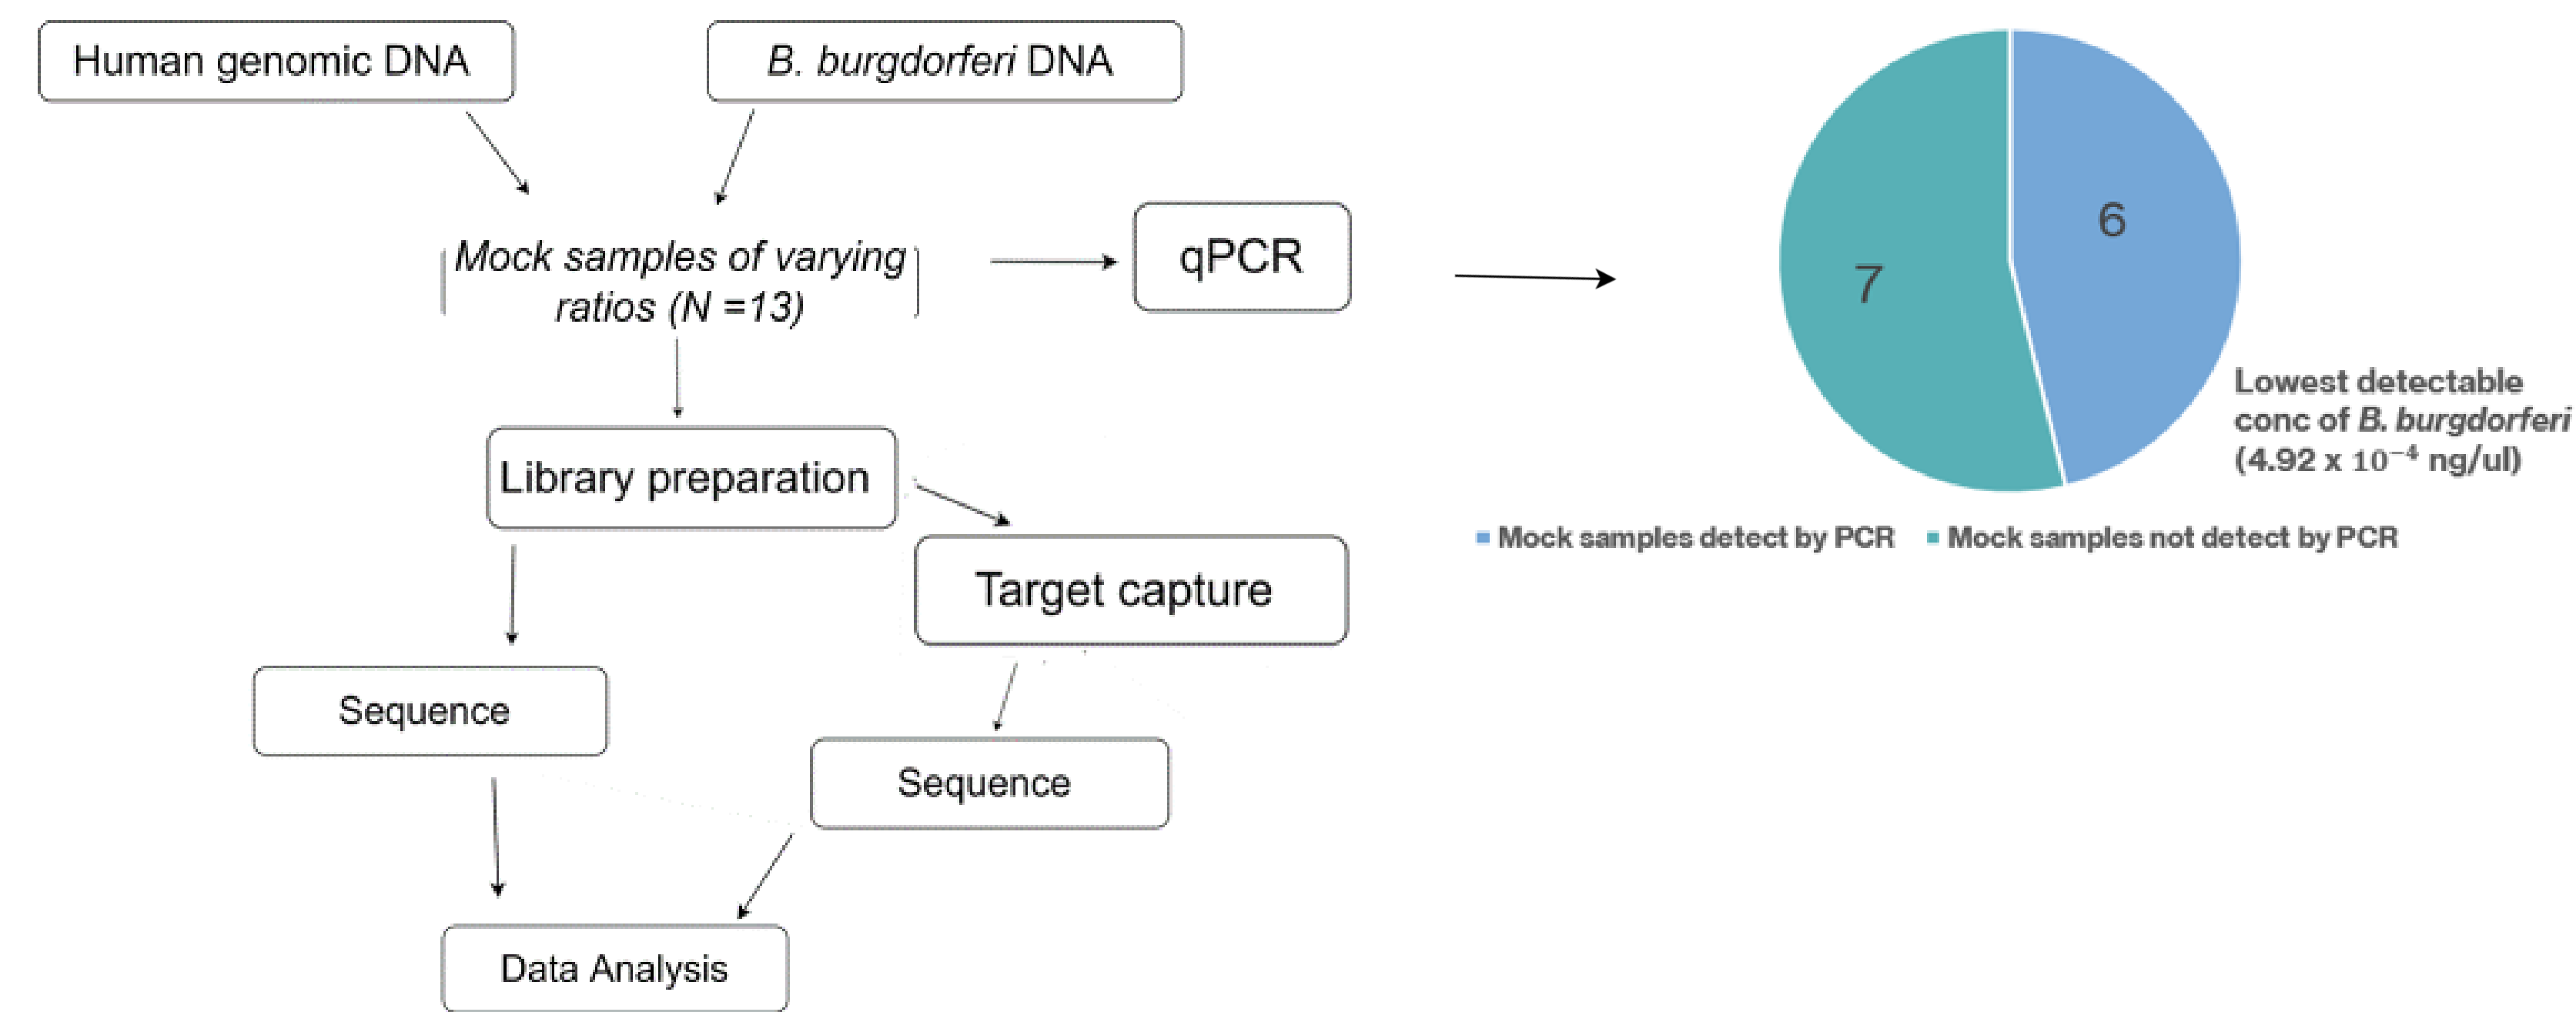 Human genomic DNA
B. burgdorferi DNA
Mock samples of varying
ratios (N =13)
qPCR
Library preparation
Target capture
Sequence
Sequence
Data Analysis
7
6
Lowest detectable
conc of B. burgdorferi
(4.92 x 10⁻⁴ ng/ul)
Mock samples detect by PCR
Mock samples not detect by PCR